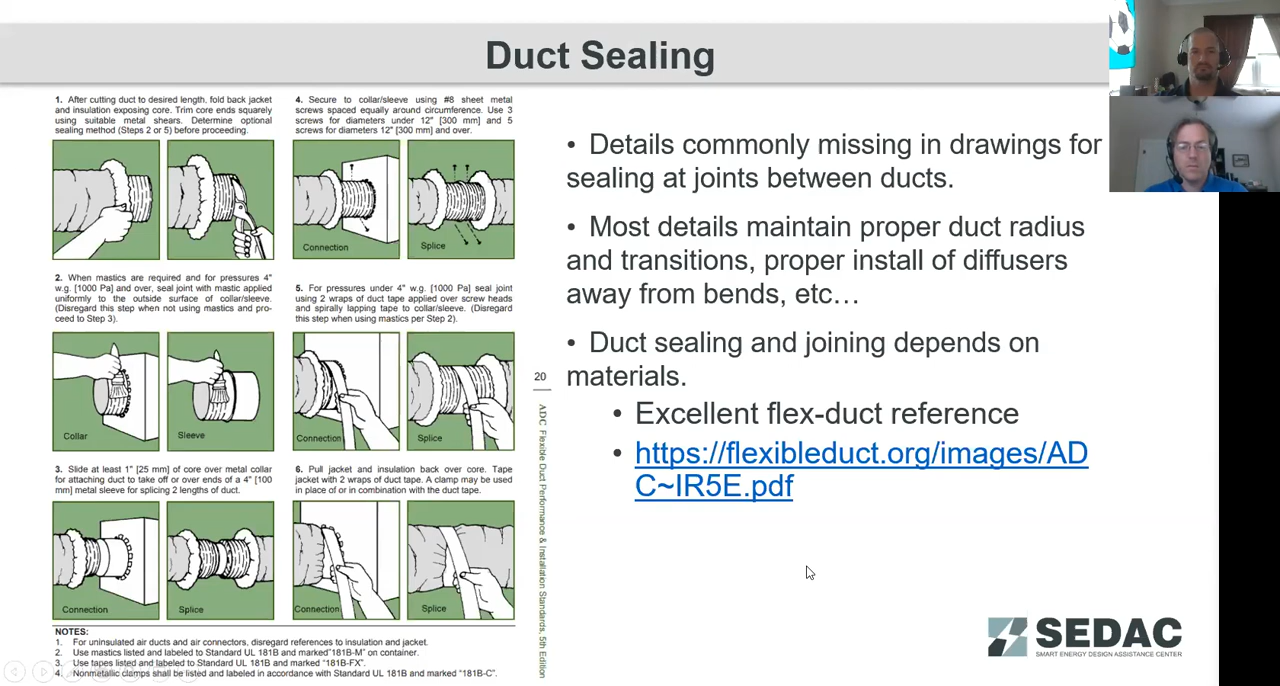 Duct Sealing
1. After cutting duct to desired length, fold back jacket
and insulation exposing core. Trim core ends squarely
using suitable metal shears. Determine optional
sealing method (Steps 2 or 5) before proceeding.
2. When mastics are required and for pressures 4"
w.g. [1000 Pa] and over, seal joint with mastic applied
uniformly to the outside surface of collar/sleeve.
(Disregard this step when not using mastics and pro-
ceed to Step 3).
Collar
Sleeve
3. Slide at least 1" [25 mm] of core over metal collar
for attaching duct to take off or over ends of a 4" [100
mm] metal sleeve for splicing 2 lengths of duct.
Connection
Splice
4. Secure to collar/sleeve using #8 sheet metal
screws spaced equally around circumference. Use 3
screws for diameters under 12" [300 mm] and 5
screws for diameters 12" [300 mm] and over.
Connection
Splice
5. For pressures under 4" w.g. [1000 Pa] seal joint
using 2 wraps of duct tape applied over screw heads
and spirally lapping tape to collar/sleeve. (Disregard
this step when using mastics per Step 2).
Connection
Splice
6. Pull jacket and insulation back over core. Tape
jacket with 2 wraps of duct tape. A clamp may be used
in place of or in combination with the duct tape.
Connection
Splice
NOTES:
1. For uninsulated air ducts and air connectors, disregard references to insulation and jacket.
2. Use mastics listed and labeled to Standard UL 181B and marked"181B-M" on container.
3. Use tapes listed and labeled to Standard UL 181B and marked "181B-FX".
4. Nonmetallic clamps shall be listed and labeled in accordance with Standard UL 181B and marked "181B-C".
20
ADC Flexible Duct Performance & Installation Standards, 5th Edition
• Details commonly missing in drawings for
sealing at joints between ducts.
• Most details maintain proper duct radius
and transitions, proper install of diffusers
away from bends, etc…
• Duct sealing and joining depends on
materials.
• Excellent flex-duct reference
• https://flexibleduct.org/images/AD
C~IR5E.pdf
SEDAC
SMART ENERGY DESIGN ASSISTANCE CENTER